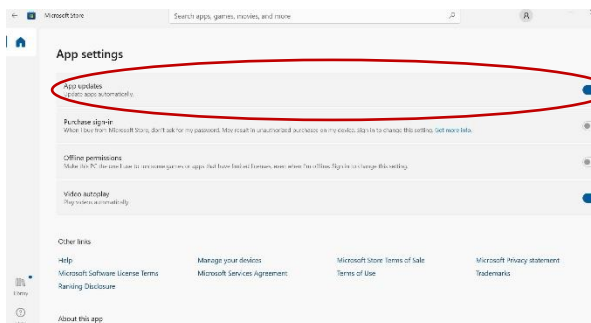 Microsoft Store
Search apps, games, movies, and more
App settings
App updates
Update apps automatically
Purchase sign-in
When I buy from Microsoft Store, don't ask for my password. May result in unauthorized purchases on my device. Sign in to change this setting. Get more info.
Offline permissions
Make this PC the one I use to run some games or apps that have limited licenses, even when I'm offline. Sign in to change this setting.
Video autoplay
Play videos automatically
Other links
Help
Manage your devices
Microsoft Store Terms of Sale
Microsoft Privacy statement
Microsoft Software License Terms
Microsoft Services Agreement
Terms of Use
Trademarks
Ranking Disclosure
Library
About this app